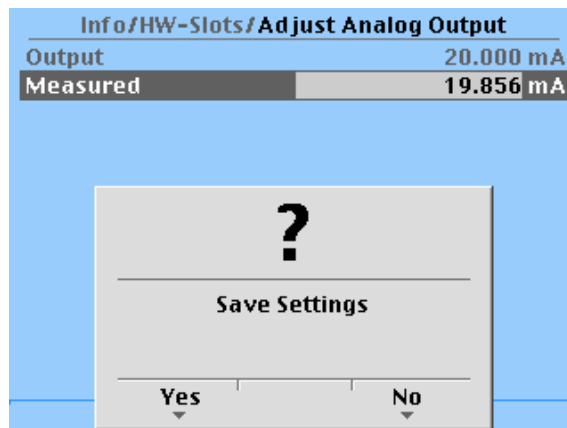 Info/HW-Slots/Adjust Analog Output
Output 20.000 mA
Measured 19.856 mA
?
Save Settings
Yes No